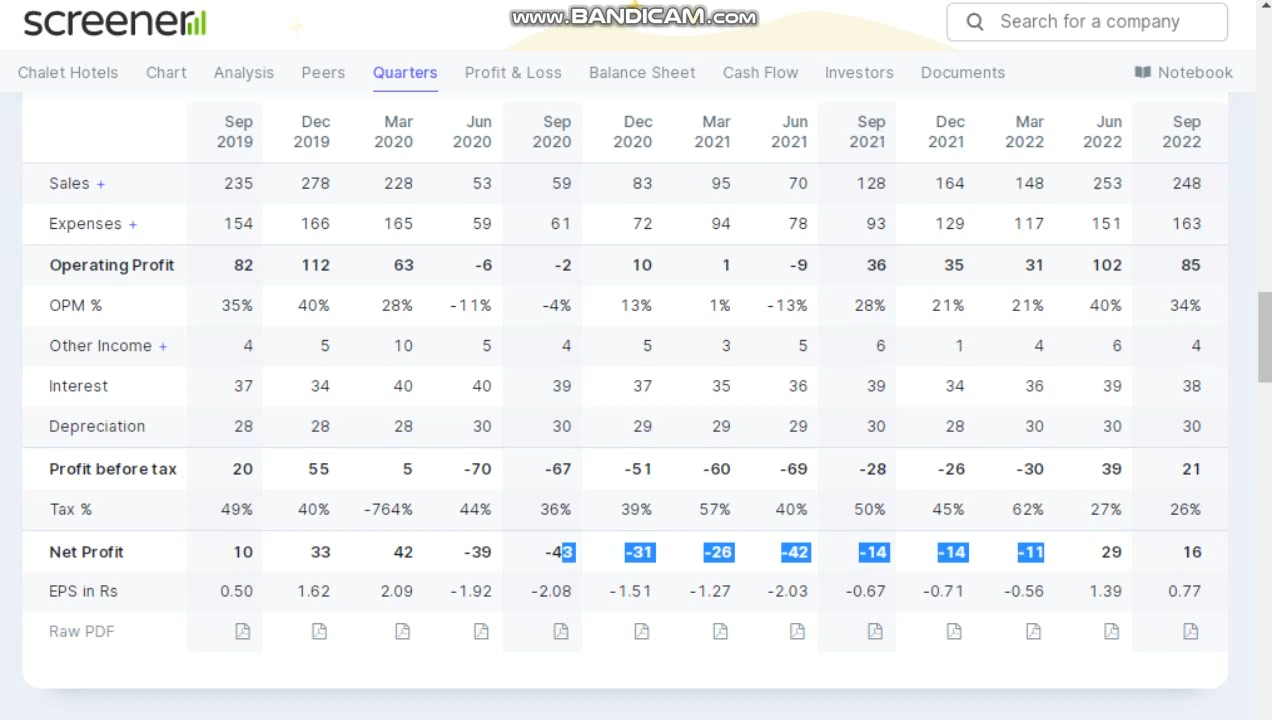 screener
www.BANDICAM.com
Search for a company
Chalet Hotels Chart Analysis Peers Quarters Profit & Loss Balance Sheet Cash Flow Investors Documents Notebook
Sep 2019 Dec 2019 Mar 2020 Jun 2020 Sep 2020 Dec 2020 Mar 2021 Jun 2021 Sep 2021 Dec 2021 Mar 2022 Jun 2022 Sep 2022
Sales + 235 278 228 53 59 83 95 70 128 164 148 253 248
Expenses + 154 166 165 59 61 72 94 78 93 129 117 151 163
Operating Profit 82 112 63 -6 -2 10 1 -9 36 35 31 102 85
OPM % 35% 40% 28% -11% -4% 13% 1% -13% 28% 21% 21% 40% 34%
Other Income + 4 5 10 5 4 5 3 5 6 1 4 6 4
Interest 37 34 40 40 39 37 35 36 39 34 36 39 38
Depreciation 28 28 28 30 30 29 29 29 30 28 30 30 30
Profit before tax 20 55 5 -70 -67 -51 -60 -69 -28 -26 -30 39 21
Tax % 49% 40% -764% 44% 36% 39% 57% 40% 50% 45% 62% 27% 26%
Net Profit 10 33 42 -39 -43 -31 -26 -42 -14 -14 -11 29 16
EPS in Rs 0.50 1.62 2.09 -1.92 -2.08 -1.51 -1.27 -2.03 -0.67 -0.71 -0.56 1.39 0.77
Raw PDF